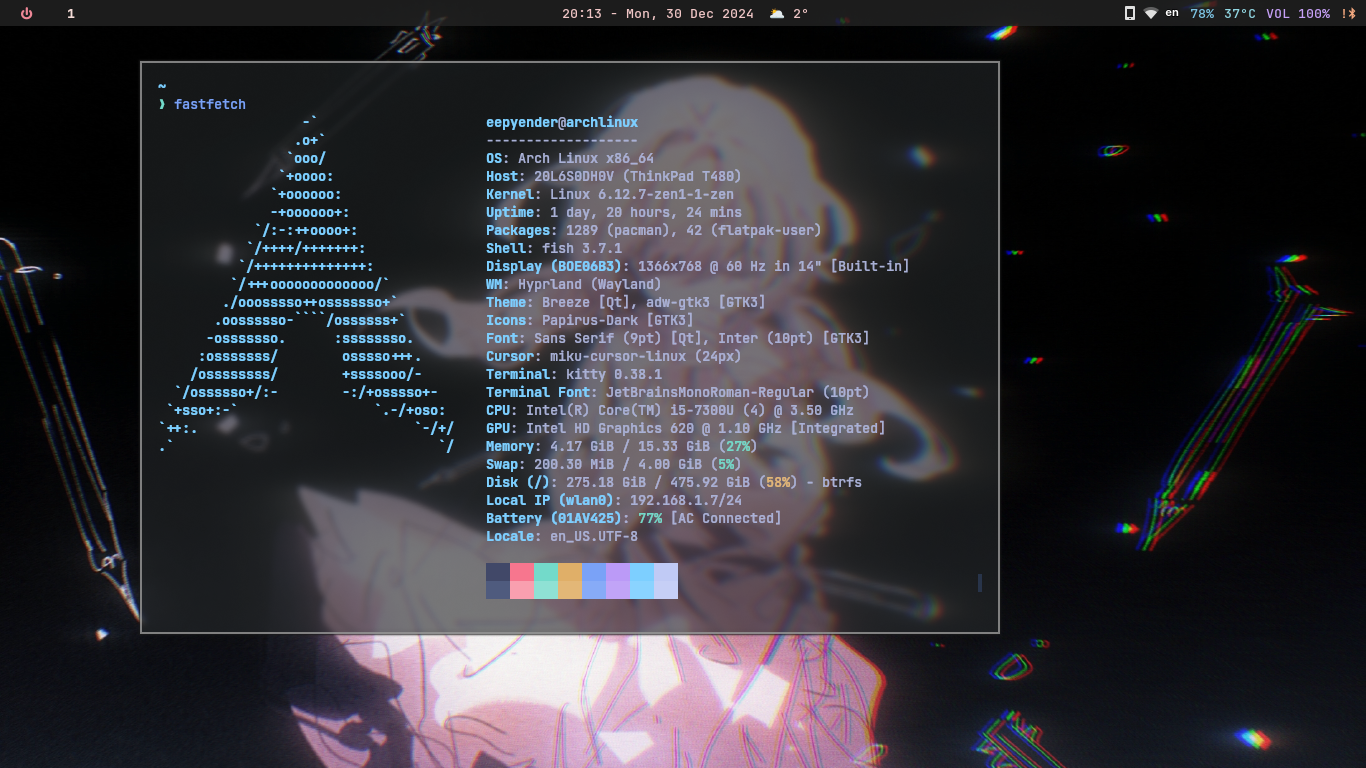 1
20:13 - Mon, 30 Dec 2024 2°
en 78% 37°C VOL 100% !
~
❱ fastfetch
-`
.o+`
`ooo/
`+oooo:
`+oooooo:
-+oooooo+:
`/:-:++oooo+:
`/++++/+++++++:
`/++++++++++++++:
`/+++ooooooooooooo/`
./ooosssso++osssssso+`
.oossssso-````/ossssss+`
-osssssso. :ssssssso.
:osssssss/ osssso+++.
/ossssssss/ +ssssooo/-
`/ossssso+/:- -:/+osssso+-
`+sso+:-` `.-/+oso:
`++:. `-/+/
.` `/
eepyender@archlinux
-------------------
OS: Arch Linux x86_64
Host: 20L6S0DH0V (ThinkPad T480)
Kernel: Linux 6.12.7-zen1-1-zen
Uptime: 1 day, 20 hours, 24 mins
Packages: 1289 (pacman), 42 (flatpak-user)
Shell: fish 3.7.1
Display (BOE06B3): 1366x768 @ 60 Hz in 14" [Built-in]
WM: Hyprland (Wayland)
Theme: Breeze [Qt], adw-gtk3 [GTK3]
Icons: Papirus-Dark [GTK3]
Font: Sans Serif (9pt) [Qt], Inter (10pt) [GTK3]
Cursor: miku-cursor-linux (24px)
Terminal: kitty 0.38.1
Terminal Font: JetBrainsMonoRoman-Regular (10pt)
CPU: Intel(R) Core(TM) i5-7300U (4) @ 3.50 GHz
GPU: Intel HD Graphics 620 @ 1.10 GHz [Integrated]
Memory: 4.17 GiB / 15.33 GiB (27%)
Swap: 200.30 MiB / 4.00 GiB (5%)
Disk (/): 275.18 GiB / 475.92 GiB (58%) - btrfs
Local IP (wlan0): 192.168.1.7/24
Battery (01AV425): 77% [AC Connected]
Locale: en_US.UTF-8